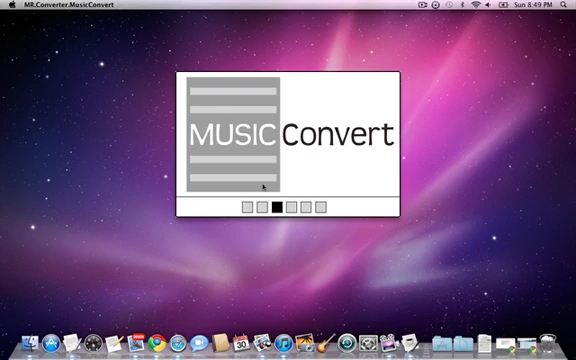 MR.Converter.MusicConvert
Sun 8:49 PM
MUSIC Convert
30